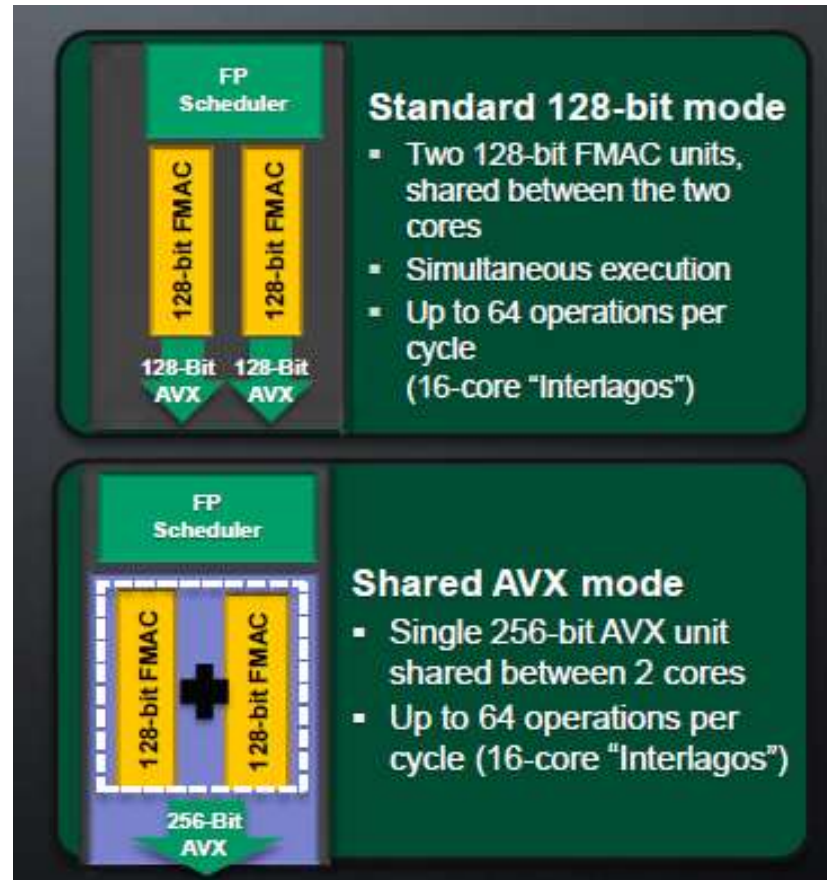 FP
Scheduler
128-bit FMAC
128-bit FMAC
128-Bit
AVX
128-Bit
AVX
Standard 128-bit mode
▪ Two 128-bit FMAC units,
shared between the two
cores
▪ Simultaneous execution
▪ Up to 64 operations per
cycle
(16-core “Interlagos”)
FP
Scheduler
128-bit FMAC
+
128-bit FMAC
256-Bit
AVX
Shared AVX mode
▪ Single 256-bit AVX unit
shared between 2 cores
▪ Up to 64 operations per
cycle (16-core “Interlagos”)